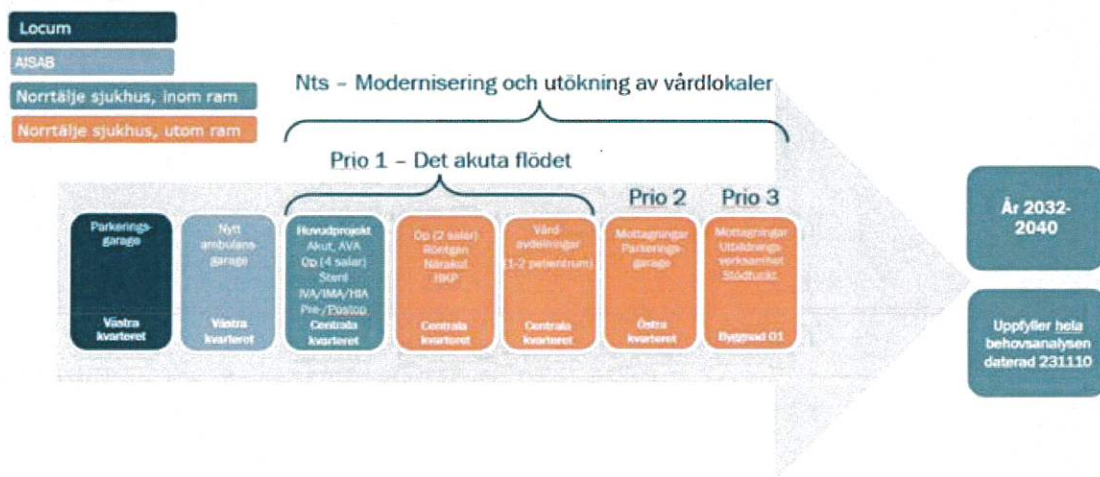 Locum
AISAB
Norrtälje sjukhus, inom ram
Norrtälje sjukhus, utom ram
Nts – Modernisering och utökning av vårdlokaler
Prio 1 – Det akuta flödet
Prio 2
Prio 3
Parkerings-
garage
Västra
kvarteret
Nytt
ambulans-
garage
Västra
kvarteret
Huvudprojekt
Akut, AVA
Op (4 salar)
Steril
IVA/IMA/HIA
Pre-/Postop
Centrala
kvarteret
Op (2 salar)
Röntgen
Närakut
HKP
Centrala
kvarteret
Vård-
avdelningar
(1-2 patientrum)
Centrala
kvarteret
Mottagningar
Parkerings-
garage
Östra
kvarteret
Mottagningar
Utbildnings-
verksamhet
Stödfunkt
Byggnad 01
År 2032-
2040
Uppfyller hela
behovsanalysen
daterad 231110